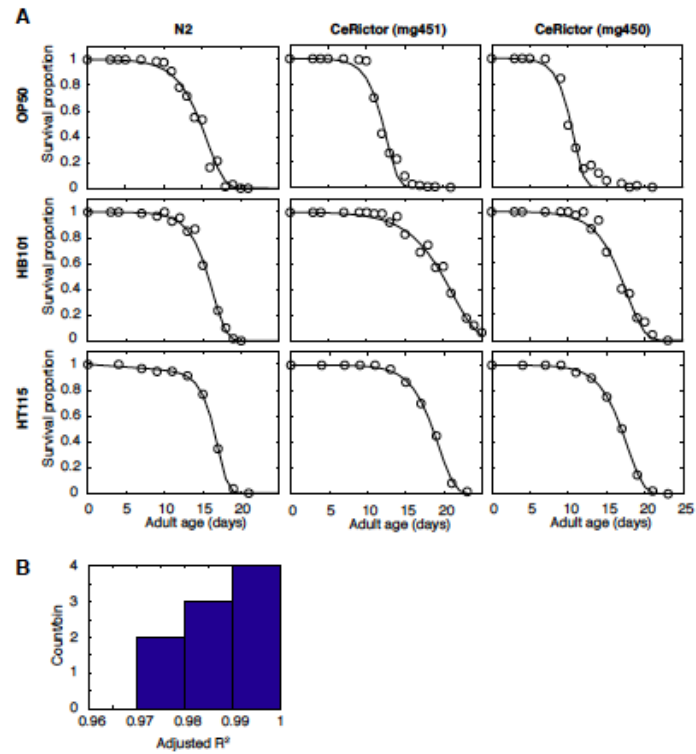 A
N2 CeRictor (mg451) CeRictor (mg450)
OP50
Survival proportion
1
0.8
0.6
0.4
0.2
0
HB101
Survival proportion
1
0.8
0.6
0.4
0.2
0
HT115
Survival proportion
1
0.8
0.6
0.4
0.2
0
0 5 10 15 20 0 5 10 15 20 0 5 10 15 20 25
Adult age (days) Adult age (days) Adult age (days)
B
Count/bin
4
3
2
1
0
0.96 0.97 0.98 0.99 1
Adjusted R²